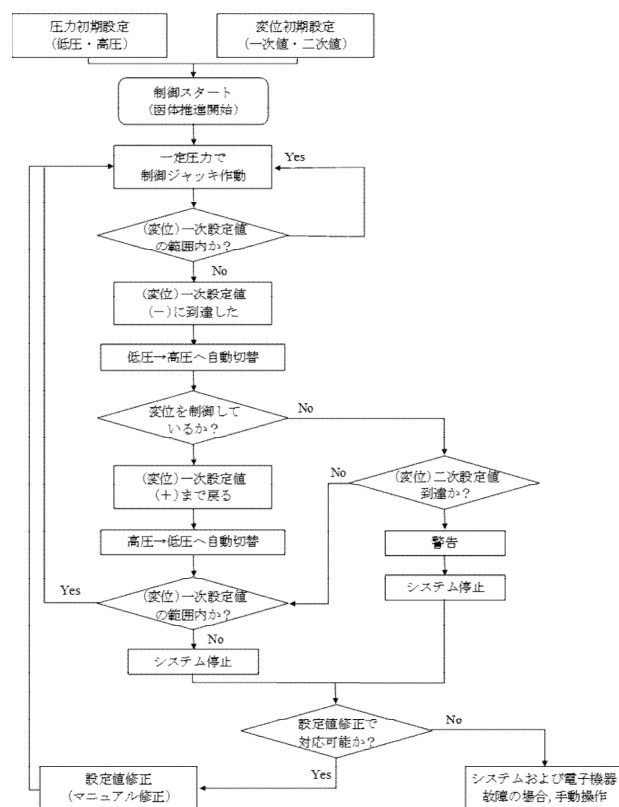 圧力初期設定
(低圧・高圧)
変位初期設定
(一次値・二次値)
制御スタート
(函体推進開始)
一定圧力で
制御ジャッキ作動
Yes
(変位)一次設定値
の範囲内か?
No
(変位)一次設定値
(－)に到達した
低圧→高圧へ自動切替
変位を制御して
いるか?
No
(変位)一次設定値
(＋)まで戻る
No
(変位)二次設定値
到達か?
高圧→低圧へ自動切替
警告
システム停止
Yes
(変位)一次設定値
の範囲内か?
No
システム停止
設定値修正で
対応可能か?
No
Yes
設定値修正
(マニュアル修正)
システムおよび電子機器
故障の場合,手動操作